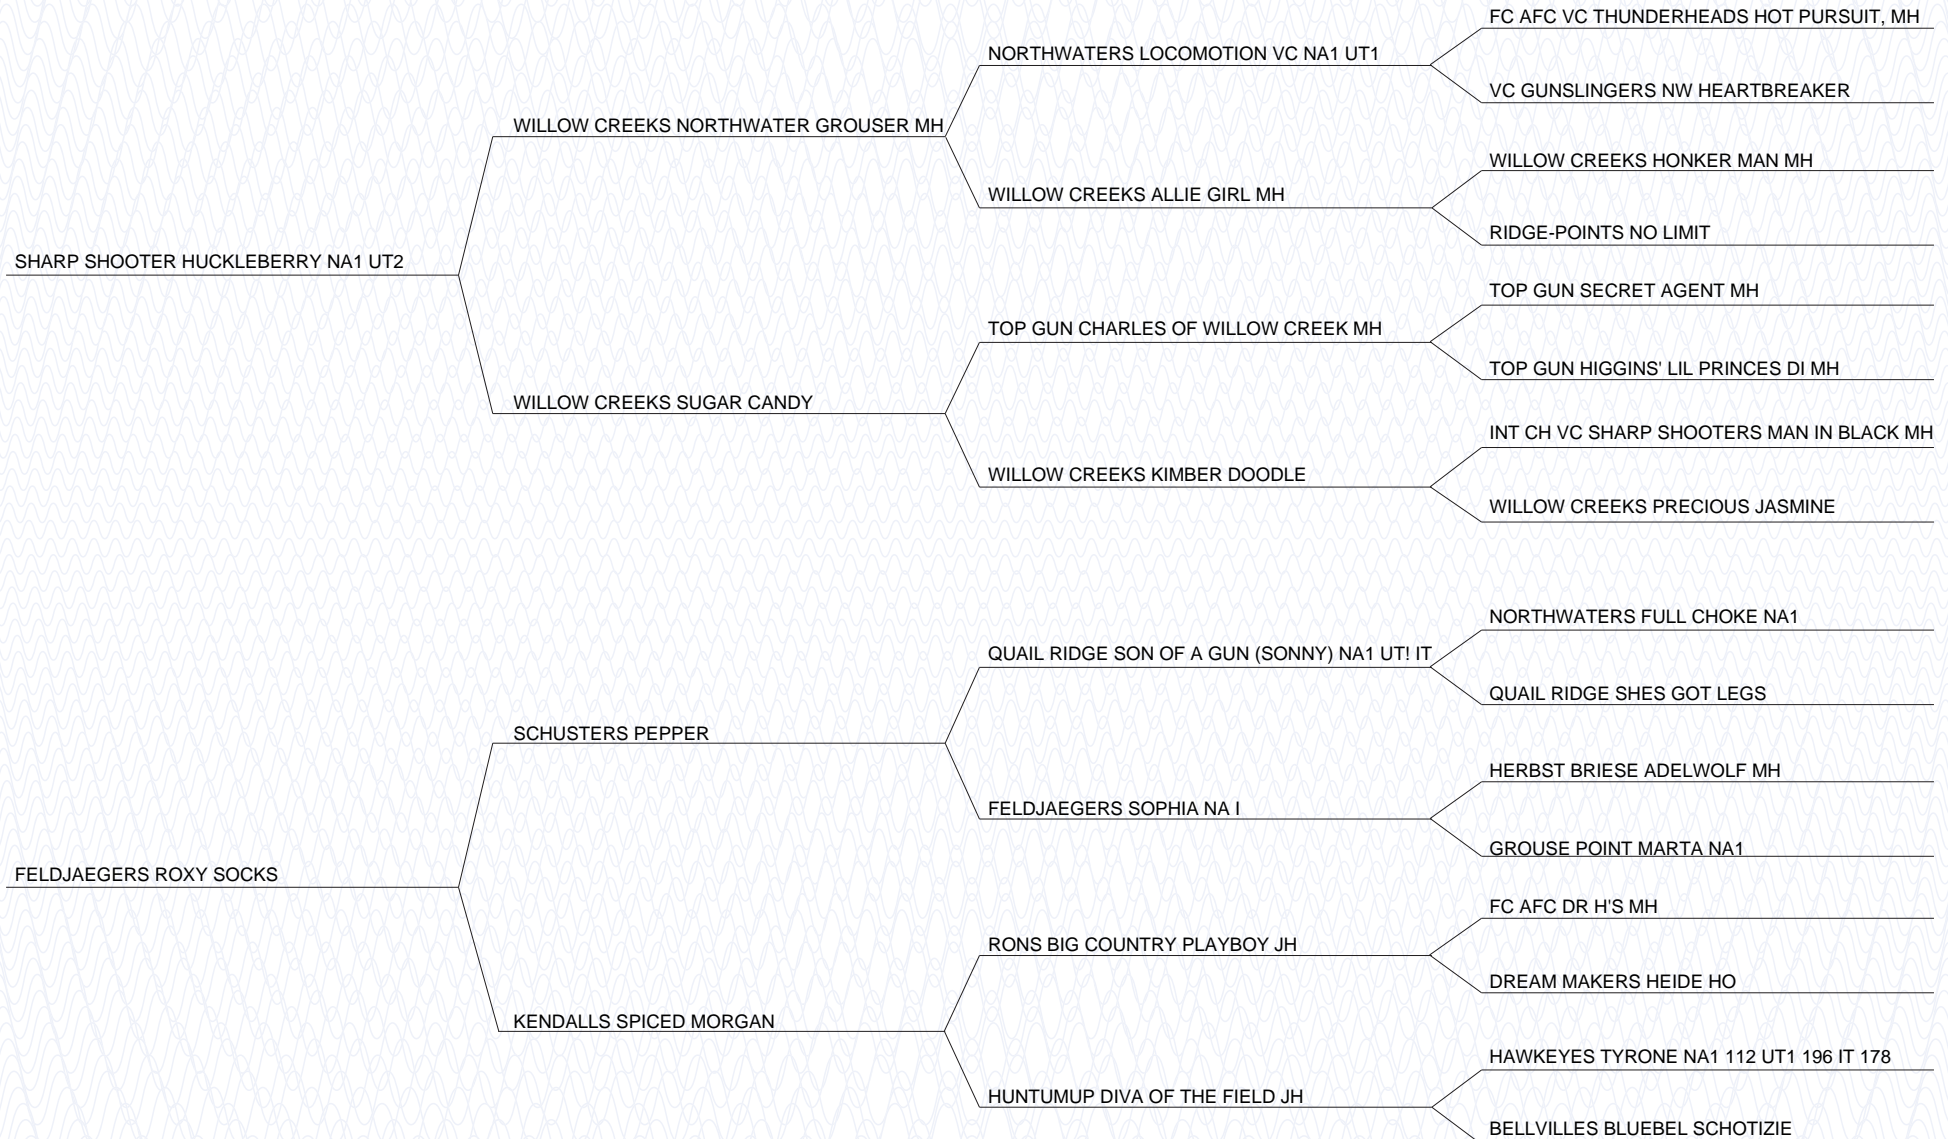 FC AFC VC THUNDERHEADS HOT PURSUIT, MH
NORTHWATERS LOCOMOTION VC NA1 UT1
VC GUNSLINGERS NW HEARTBREAKER
WILLOW CREEKS NORTHWATER GROUSER MH
WILLOW CREEKS HONKER MAN MH
WILLOW CREEKS ALLIE GIRL MH
RIDGE-POINTS NO LIMIT
SHARP SHOOTER HUCKLEBERRY NA1 UT2
TOP GUN SECRET AGENT MH
TOP GUN CHARLES OF WILLOW CREEK MH
TOP GUN HIGGINS' LIL PRINCES DI MH
WILLOW CREEKS SUGAR CANDY
INT CH VC SHARP SHOOTERS MAN IN BLACK MH
WILLOW CREEKS KIMBER DOODLE
WILLOW CREEKS PRECIOUS JASMINE
NORTHWATERS FULL CHOKE NA1
QUAIL RIDGE SON OF A GUN (SONNY) NA1 UT! IT
QUAIL RIDGE SHES GOT LEGS
SCHUSTERS PEPPER
HERBST BRIESE ADELWOLF MH
FELDJAEGERS SOPHIA NA I
GROUSE POINT MARTA NA1
FELDJAEGERS ROXY SOCKS
FC AFC DR H'S MH
RONS BIG COUNTRY PLAYBOY JH
DREAM MAKERS HEIDE HO
KENDALLS SPICED MORGAN
HAWKEYES TYRONE NA1 112 UT1 196 IT 178
HUNTUMUP DIVA OF THE FIELD JH
BELLVILLES BLUEBEL SCHOTIZIE